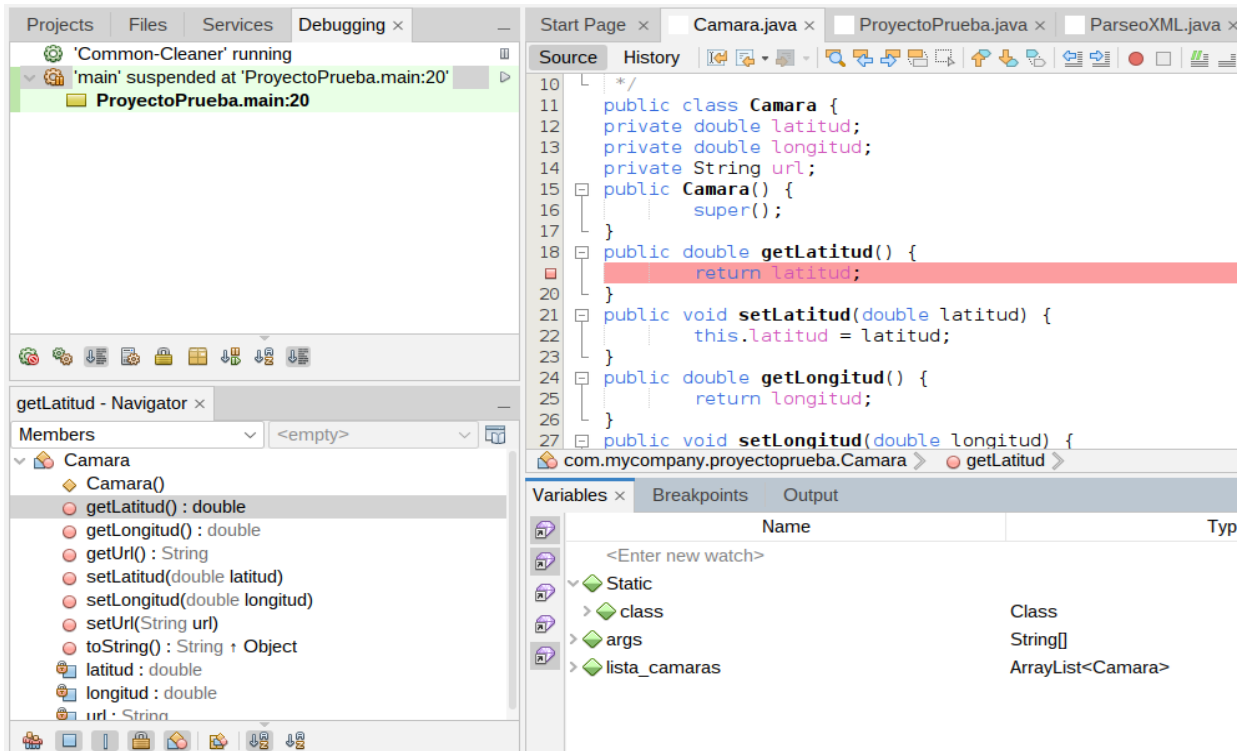 Projects Files Services Debugging ×
'Common-Cleaner' running
'main' suspended at 'ProyectoPrueba.main:20'
ProyectoPrueba.main:20
getLatitud - Navigator ×
Members <empty>
Camara
Camara()
getLatitud() : double
getLongitud() : double
getUrl() : String
setLatitud(double latitud)
setLongitud(double longitud)
setUrl(String url)
toString() : String ↑ Object
latitud : double
longitud : double
url : String
Start Page × Camara.java × ProyectoPrueba.java × ParseoXML.java ×
Source History
10 */
11 public class Camara {
12 private double latitud;
13 private double longitud;
14 private String url;
15 public Camara() {
16 super();
17 }
18 public double getLatitud() {
return latitud;
20 }
21 public void setLatitud(double latitud) {
22 this.latitud = latitud;
23 }
24 public double getLongitud() {
25 return longitud;
26 }
27 public void setLongitud(double longitud) {
com.mycompany.proyectoprueba.Camara getLatitud
Variables × Breakpoints Output
Name Typ
<Enter new watch>
Static
class Class
args String[]
lista_camaras ArrayList<Camara>